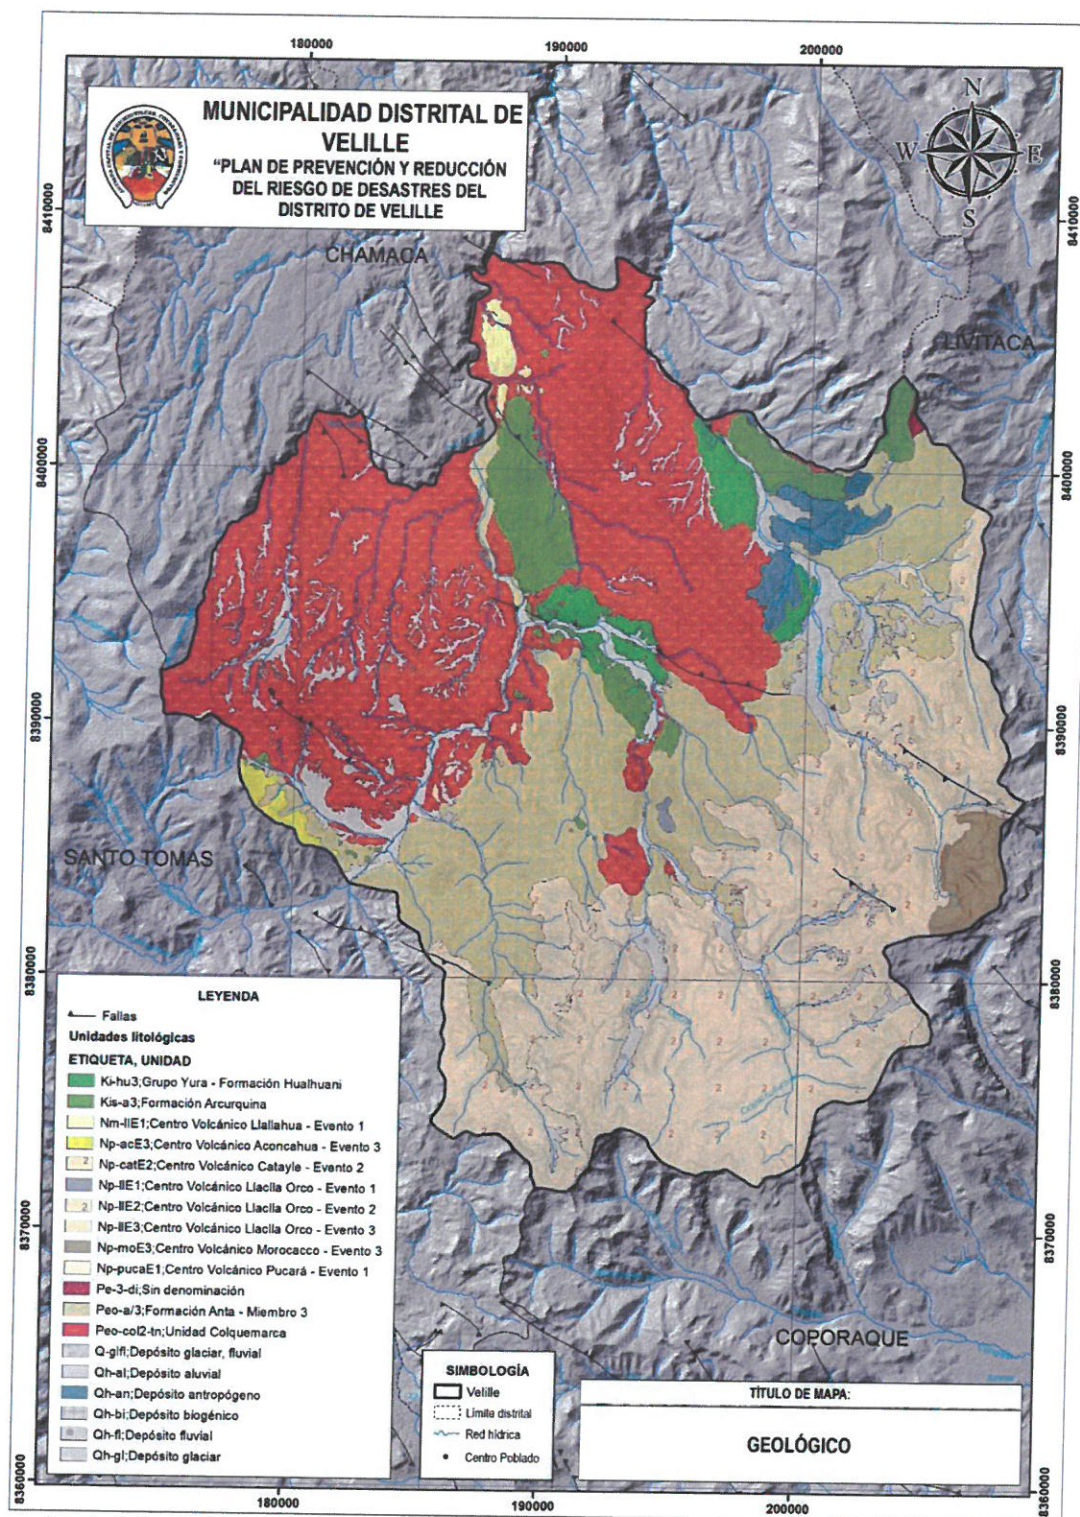 180000
190000
200000
MUNICIPALIDAD DISTRITAL DE
VELILLE
“PLAN DE PREVENCIÓN Y REDUCCIÓN
DEL RIESGO DE DESASTRES DEL
DISTRITO DE VELILLE
N
W
E
S
8410000
8410000
CHAMACA
LIVITACA
8400000
8400000
8390000
8390000
SANTO TOMAS
8380000
8380000
LEYENDA
Fallas
Unidades litológicas
ETIQUETA, UNIDAD
Ki-hu3;Grupo Yura - Formación Hualhuani
Kis-a3;Formación Arcurquina
Nm-llE1;Centro Volcánico Llallahua - Evento 1
Np-acE3;Centro Volcánico Aconcahua - Evento 3
2 Np-catE2;Centro Volcánico Catayle - Evento 2
Np-llE1;Centro Volcánico Llaclla Orco - Evento 1
2 Np-llE2;Centro Volcánico Llaclla Orco - Evento 2
Np-llE3;Centro Volcánico Llaclla Orco - Evento 3
Np-moE3;Centro Volcánico Morocacco - Evento 3
Np-pucaE1;Centro Volcánico Pucará - Evento 1
Pe-3-di;Sin denominación
Peo-a/3;Formación Anta - Miembro 3
Peo-col2-tn;Unidad Colquemarca
Q-glfl;Depósito glaciar, fluvial
Qh-al;Depósito aluvial
Qh-an;Depósito antropógeno
Qh-bi;Depósito biogénico
Qh-fl;Depósito fluvial
Qh-gl;Depósito glaciar
8370000
8370000
COPORAQUE
SIMBOLOGÍA
Velille
Límite distrital
Red hídrica
Centro Poblado
TÍTULO DE MAPA:
GEOLÓGICO
8360000
8360000
180000
190000
200000